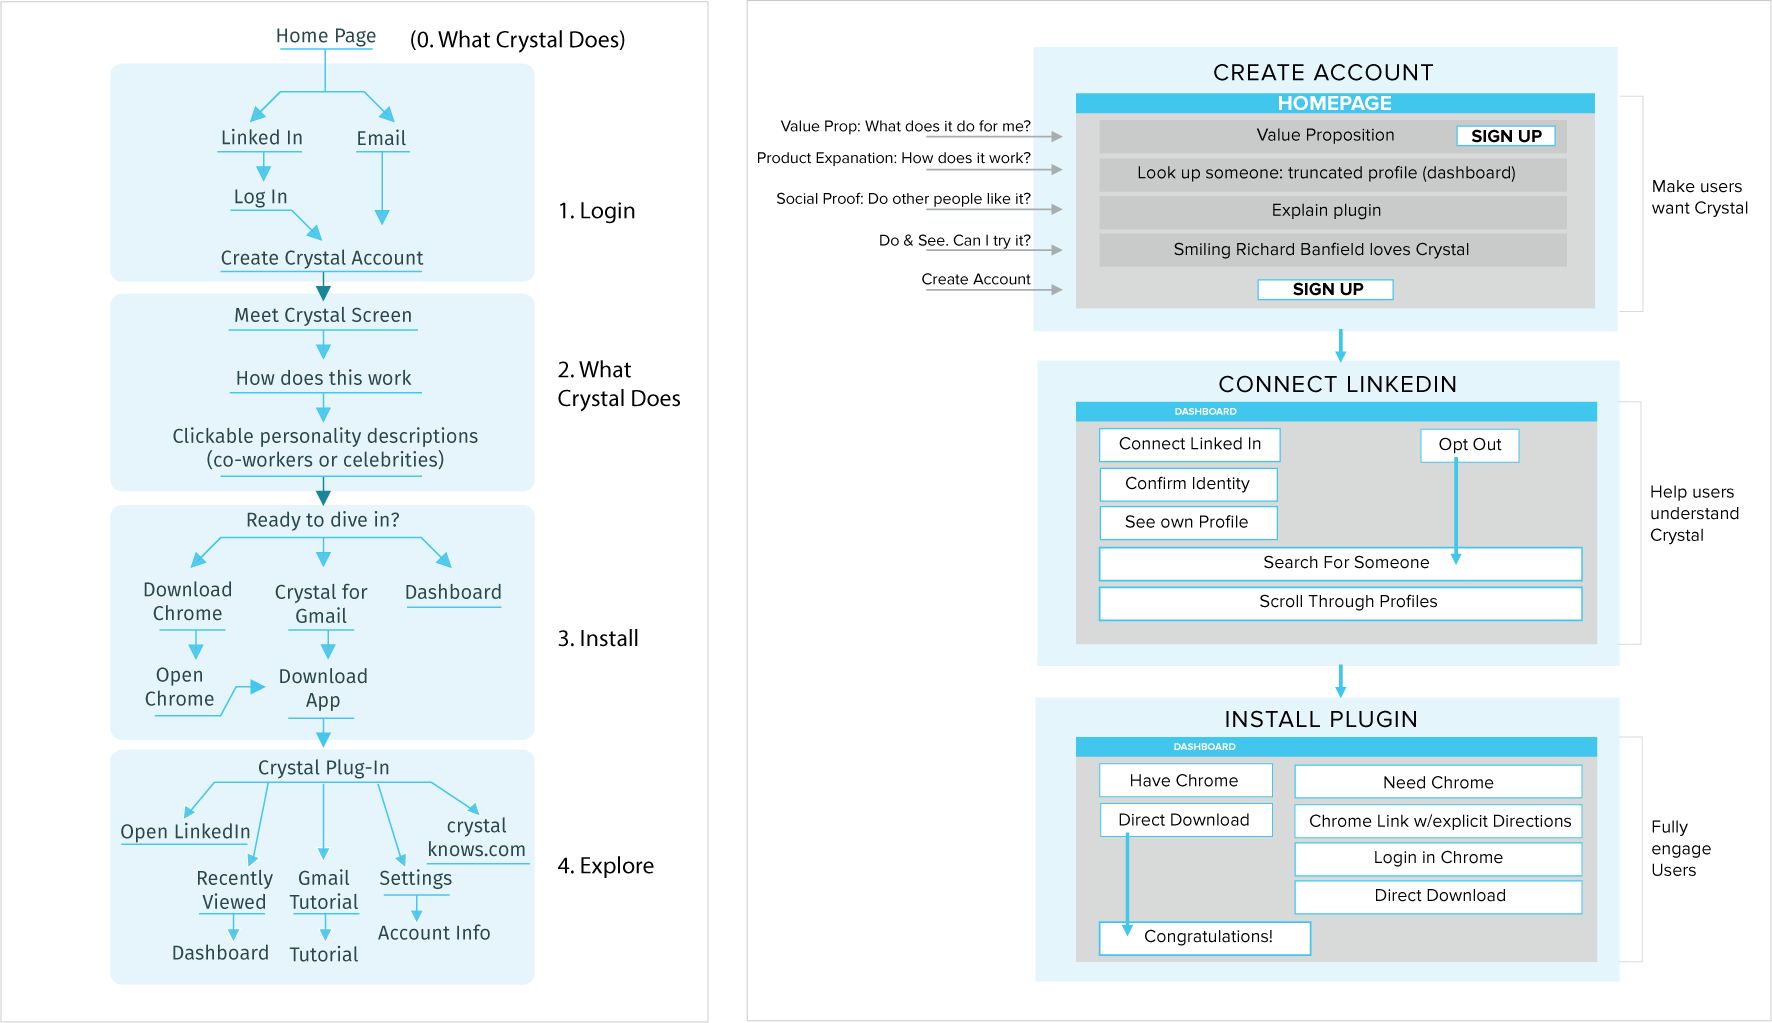 Home Page
(0. What Crystal Does)
Linked In
Email
Log In
1. Login
Create Crystal Account
Meet Crystal Screen
How does this work
2. What
Crystal Does
Clickable personality descriptions
(co-workers or celebrities)
Ready to dive in?
Download
Chrome
Crystal for
Gmail
Dashboard
3. Install
Open
Chrome
Download
App
Crystal Plug-In
Open LinkedIn
crystal
knows.com
4. Explore
Recently
Viewed
Gmail
Tutorial
Settings
Dashboard
Tutorial
Account Info
CREATE ACCOUNT
HOMEPAGE
Value Prop: What does it do for me?
Product Expanation: How does it work?
Social Proof: Do other people like it?
Do & See. Can I try it?
Create Account
Value Proposition
SIGN UP
Look up someone: truncated profile (dashboard)
Explain plugin
Smiling Richard Banfield loves Crystal
SIGN UP
Make users
want Crystal
CONNECT LINKEDIN
DASHBOARD
Connect Linked In
Opt Out
Confirm Identity
See own Profile
Search For Someone
Scroll Through Profiles
Help users
understand
Crystal
INSTALL PLUGIN
DASHBOARD
Have Chrome
Need Chrome
Direct Download
Chrome Link w/explicit Directions
Login in Chrome
Direct Download
Congratulations!
Fully
engage
Users